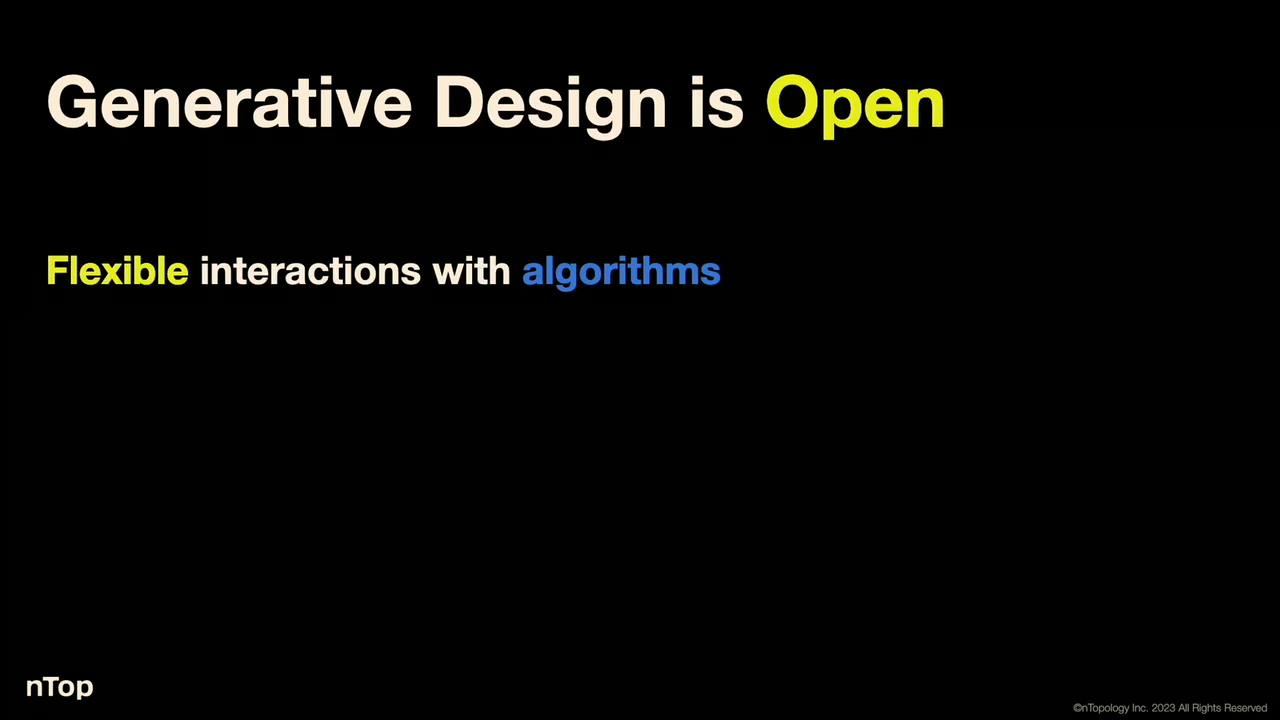 Generative Design is Open
Flexible interactions with algorithms
nTop
©nTopology Inc. 2023 All Rights Reserved